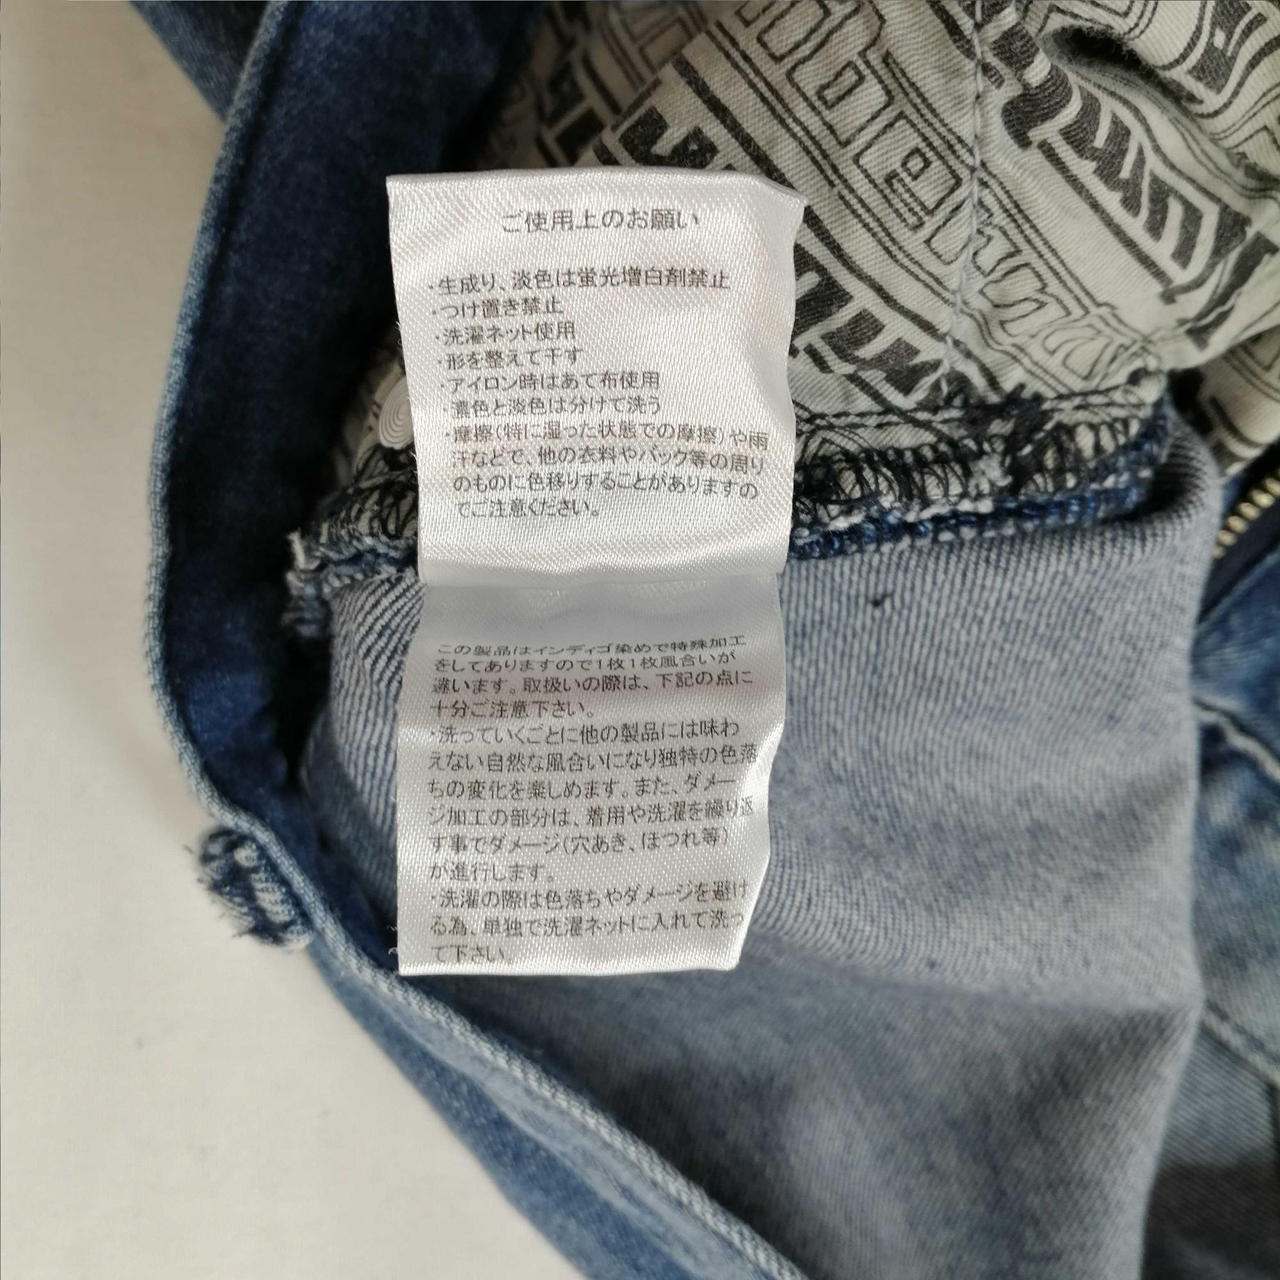 ご使用上のお願い
・生成り、淡色は蛍光増白剤禁止
・つけ置き禁止
・洗濯ネット使用
・形を整えて干す
・アイロン時はあて布使用
・濃色と淡色は分けて洗う
・摩擦(特に湿った状態での摩擦)や雨
汗などで、他の衣料やバック等の周り
のものに色移りすることがありますの
でご注意ください。
この製品はインディゴ染めで特殊加工
をしてありますので1枚1枚風合いが
違います。取扱いの際は、下記の点に
十分ご注意下さい。
・洗っていくごとに他の製品には味わ
えない自然な風合いになり独特の色落
ちの変化を楽しめます。また、ダメー
ジ加工の部分は、着用や洗濯を繰り返
す事でダメージ(穴あき、ほつれ等)
が進行します。
・洗濯の際は色落ちやダメージを避け
る為、単独で洗濯ネットに入れて洗っ
て下さい。